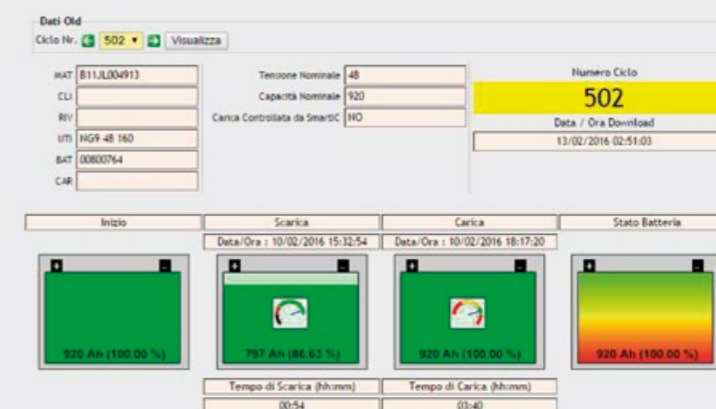 Dati Old
Ciclo Nr. 502 Visualizza
MAT B11JL004913
CLI
RIV
UTI NG9 48 160
BAT 00800764
CAR
Tensione Nominale 48
Capacità Nominale 920
Carica Controllata da SmartIC NO
Numero Ciclo
502
Data / Ora Download
13/02/2016 02:51:03
Inizio Scarica Carica Stato Batteria
Data/Ora : 10/02/2016 15:32:54 Data/Ora : 10/02/2016 18:17:20
+ - + - + - + -
920 Ah (100.00 %) 797 Ah (86.63 %) 920 Ah (100.00 %) 920 Ah (100.00 %)
Tempo di Scarica (hh:mm) Tempo di Carica (hh:mm)
00:54 03:40